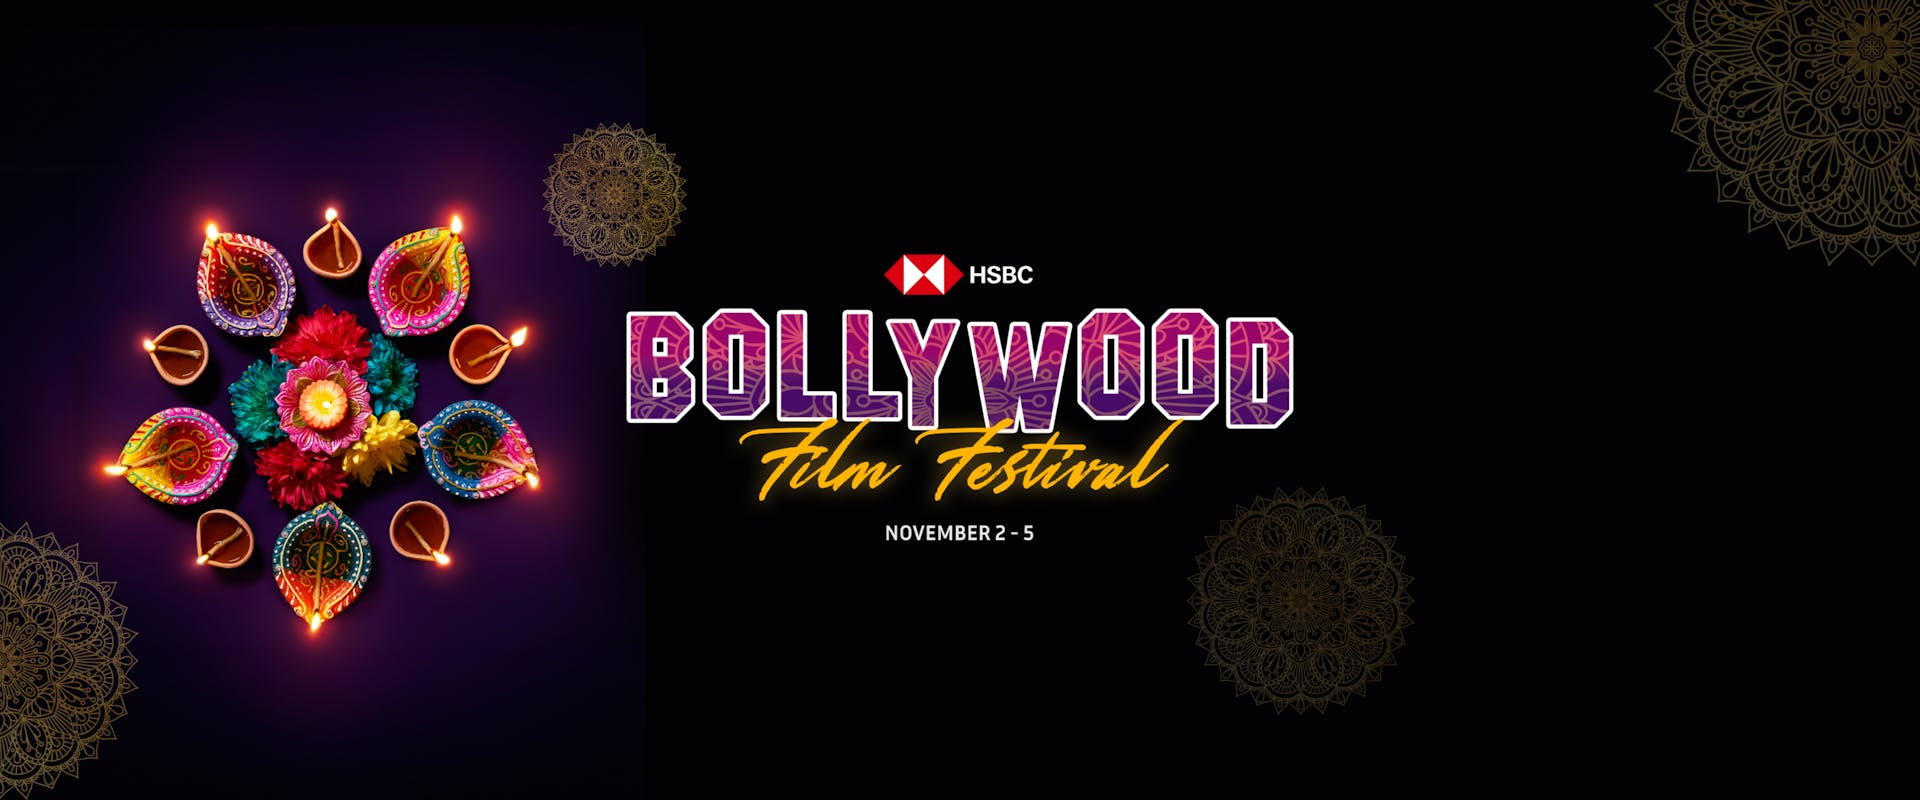 HSBC
BOLLYWOOD
Film Festival
NOVEMBER 2 - 5